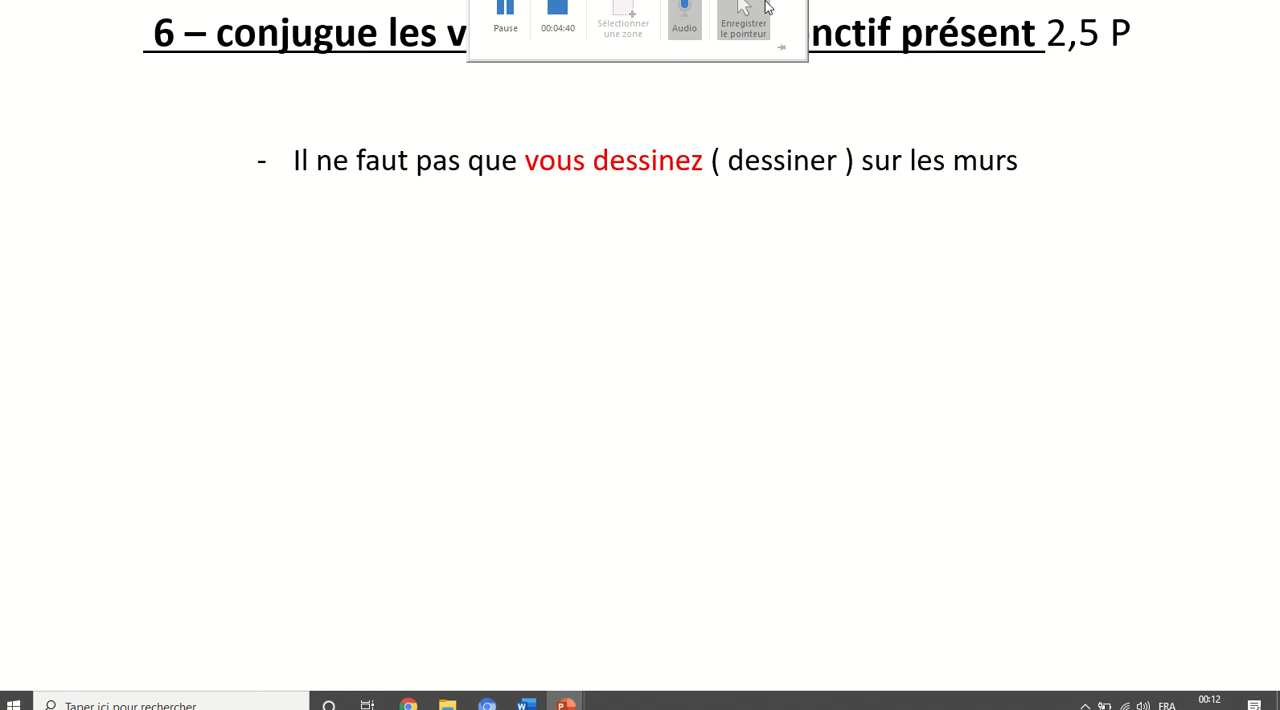 6 – conjugue les v
onctif présent 2,5 P
Pause
00:04:40
Sélectionner
une zone
Audio
Enregistrer
le pointeur
- Il ne faut pas que vous dessinez ( dessiner ) sur les murs
Taper ici pour rechercher
W
P
FRA
00:12